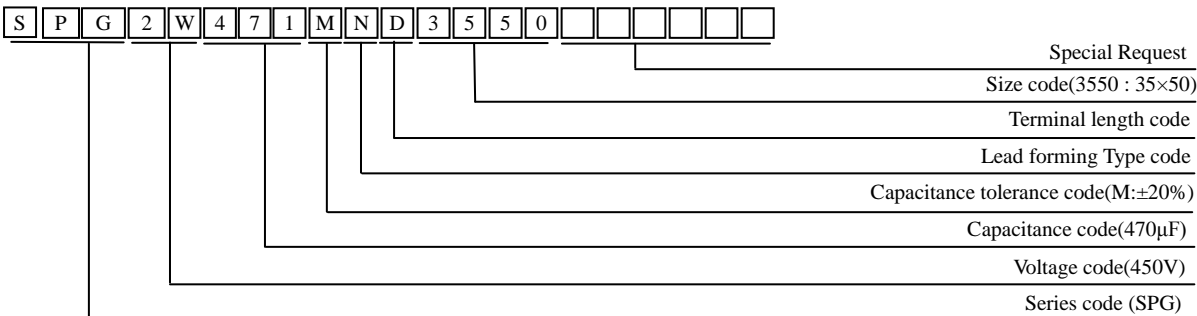 S P G 2 W 4 7 1 M N D 3 5 5 0
Special Request
Size code(3550 : 35×50)
Terminal length code
Lead forming Type code
Capacitance tolerance code(M:±20%)
Capacitance code(470μF)
Voltage code(450V)
Series code (SPG)